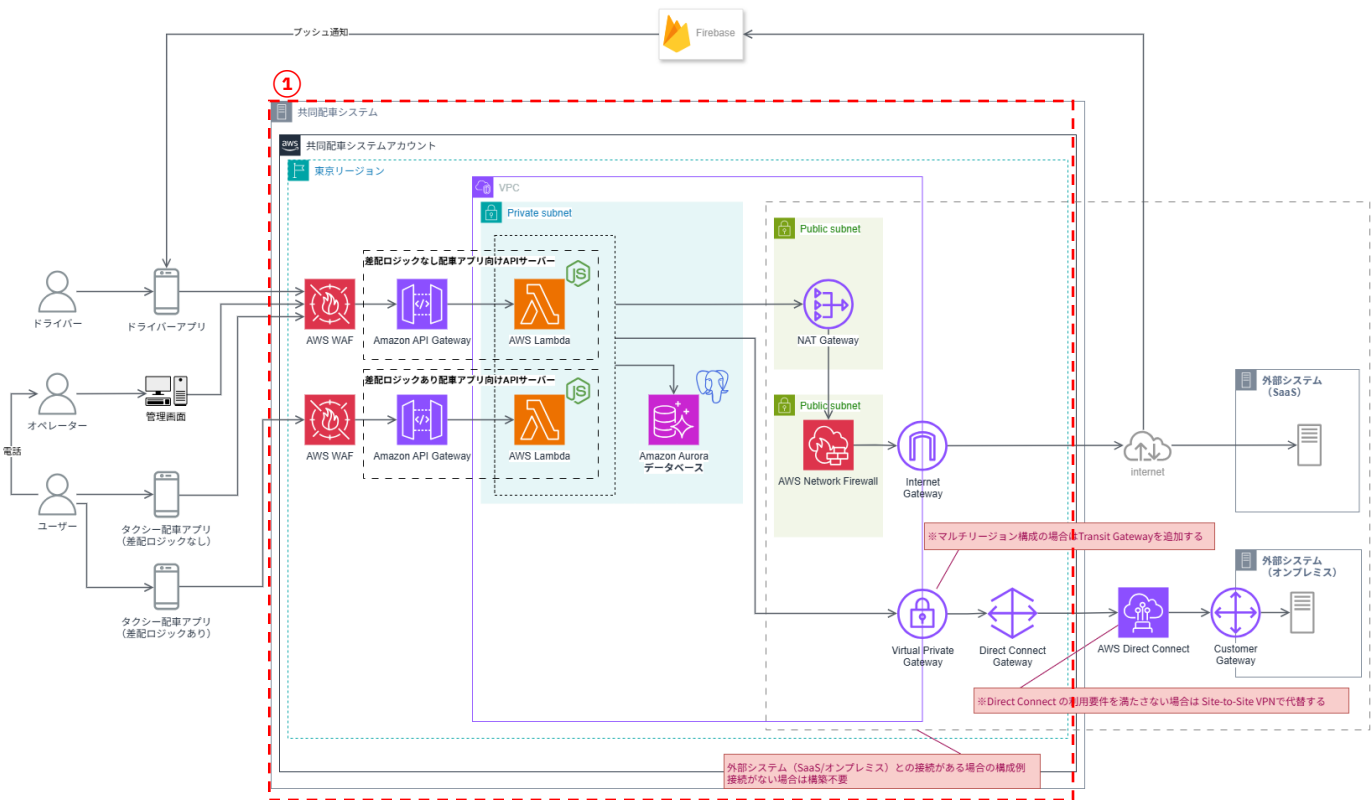 プッシュ通知
Firebase
①
共同配車システム
aws
共同配車システムアカウント
東京リージョン
VPC
Private subnet
Public subnet
差配ロジックなし配車アプリ向けAPIサーバー
JS
ドライバー
ドライバーアプリ
AWS WAF
Amazon API Gateway
AWS Lambda
NAT Gateway
差配ロジックあり配車アプリ向けAPIサーバー
JS
Public subnet
外部システム
（SaaS）
オペレーター
管理画面
電話
AWS WAF
Amazon API Gateway
AWS Lambda
Amazon Aurora
データベース
AWS Network Firewall
Internet
Gateway
internet
ユーザー
タクシー配車アプリ
（差配ロジックなし）
※マルチリージョン構成の場合はTransit Gatewayを追加する
外部システム
（オンプレミス）
タクシー配車アプリ
（差配ロジックあり）
Virtual Private
Gateway
Direct Connect
Gateway
AWS Direct Connect
Customer
Gateway
※Direct Connect の利用要件を満たさない場合は Site-to-Site VPNで代替する
外部システム（SaaS/オンプレミス）との接続がある場合の構成例
接続がない場合は構築不要